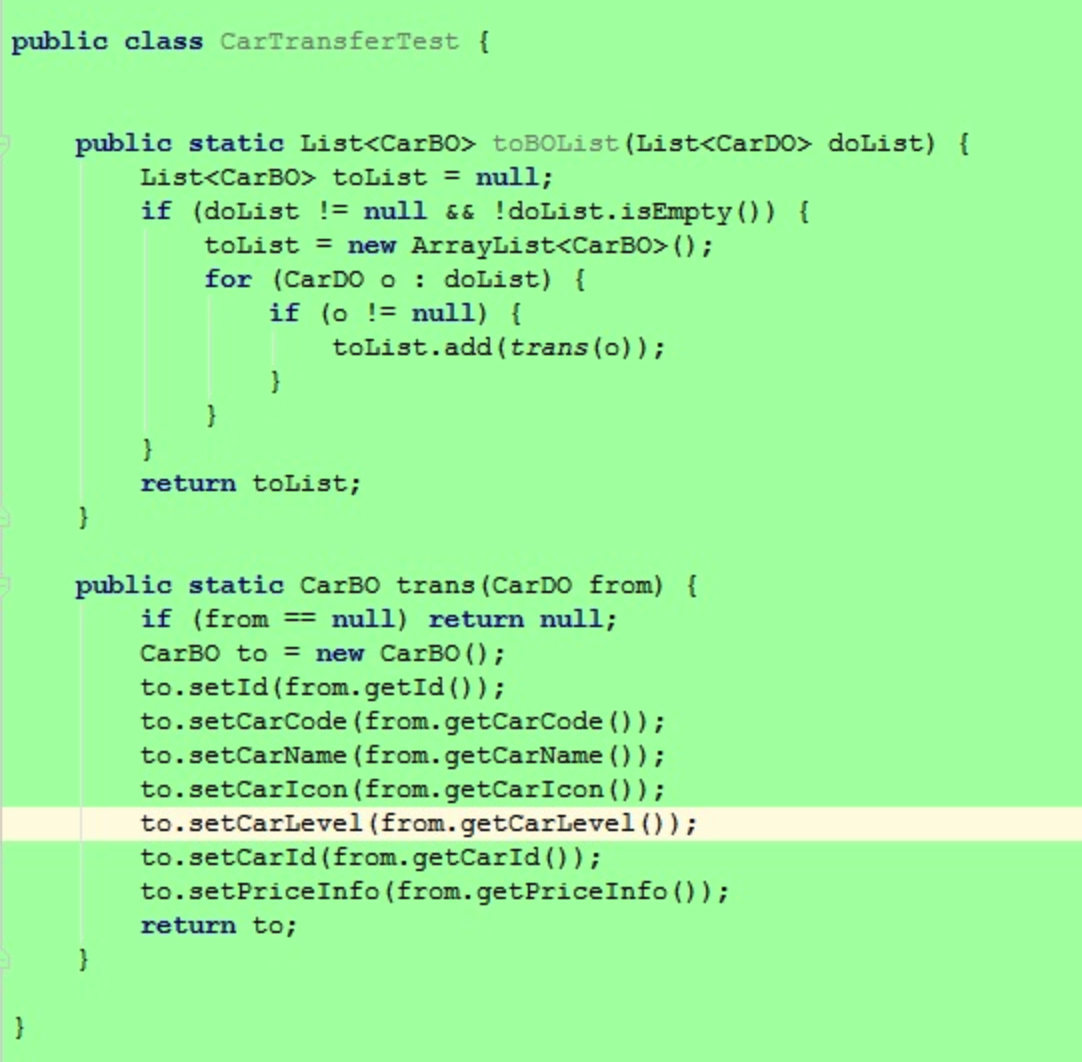 public class CarTransferTest {
public static List<CarBO> toBOList(List<CarDO> doList) {
List<CarBO> toList = null;
if (doList != null && !doList.isEmpty()) {
toList = new ArrayList<CarBO>();
for (CarDO o : doList) {
if (o != null) {
toList.add(trans(o));
}
}
}
return toList;
}
public static CarBO trans(CarDO from) {
if (from == null) return null;
CarBO to = new CarBO();
to.setId(from.getId());
to.setCarCode(from.getCarCode());
to.setCarName(from.getCarName());
to.setCarIcon(from.getCarIcon());
to.setCarLevel(from.getCarLevel());
to.setCarId(from.getCarId());
to.setPriceInfo(from.getPriceInfo());
return to;
}
}